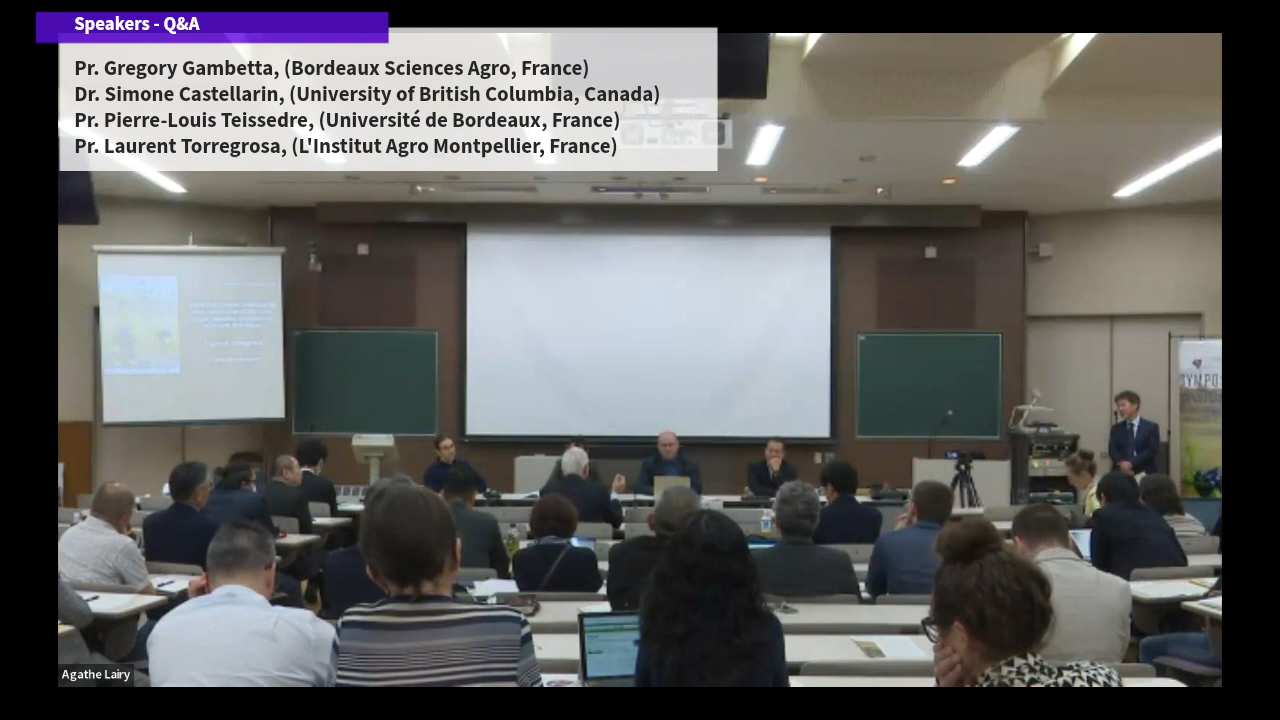 Speakers - Q&A
Pr. Gregory Gambetta, (Bordeaux Sciences Agro, France)
Dr. Simone Castellarin, (University of British Columbia, Canada)
Pr. Pierre-Louis Teissedre, (Université de Bordeaux, France)
Pr. Laurent Torregrosa, (L'Institut Agro Montpellier, France)
SYMPO
Agathe Lairy